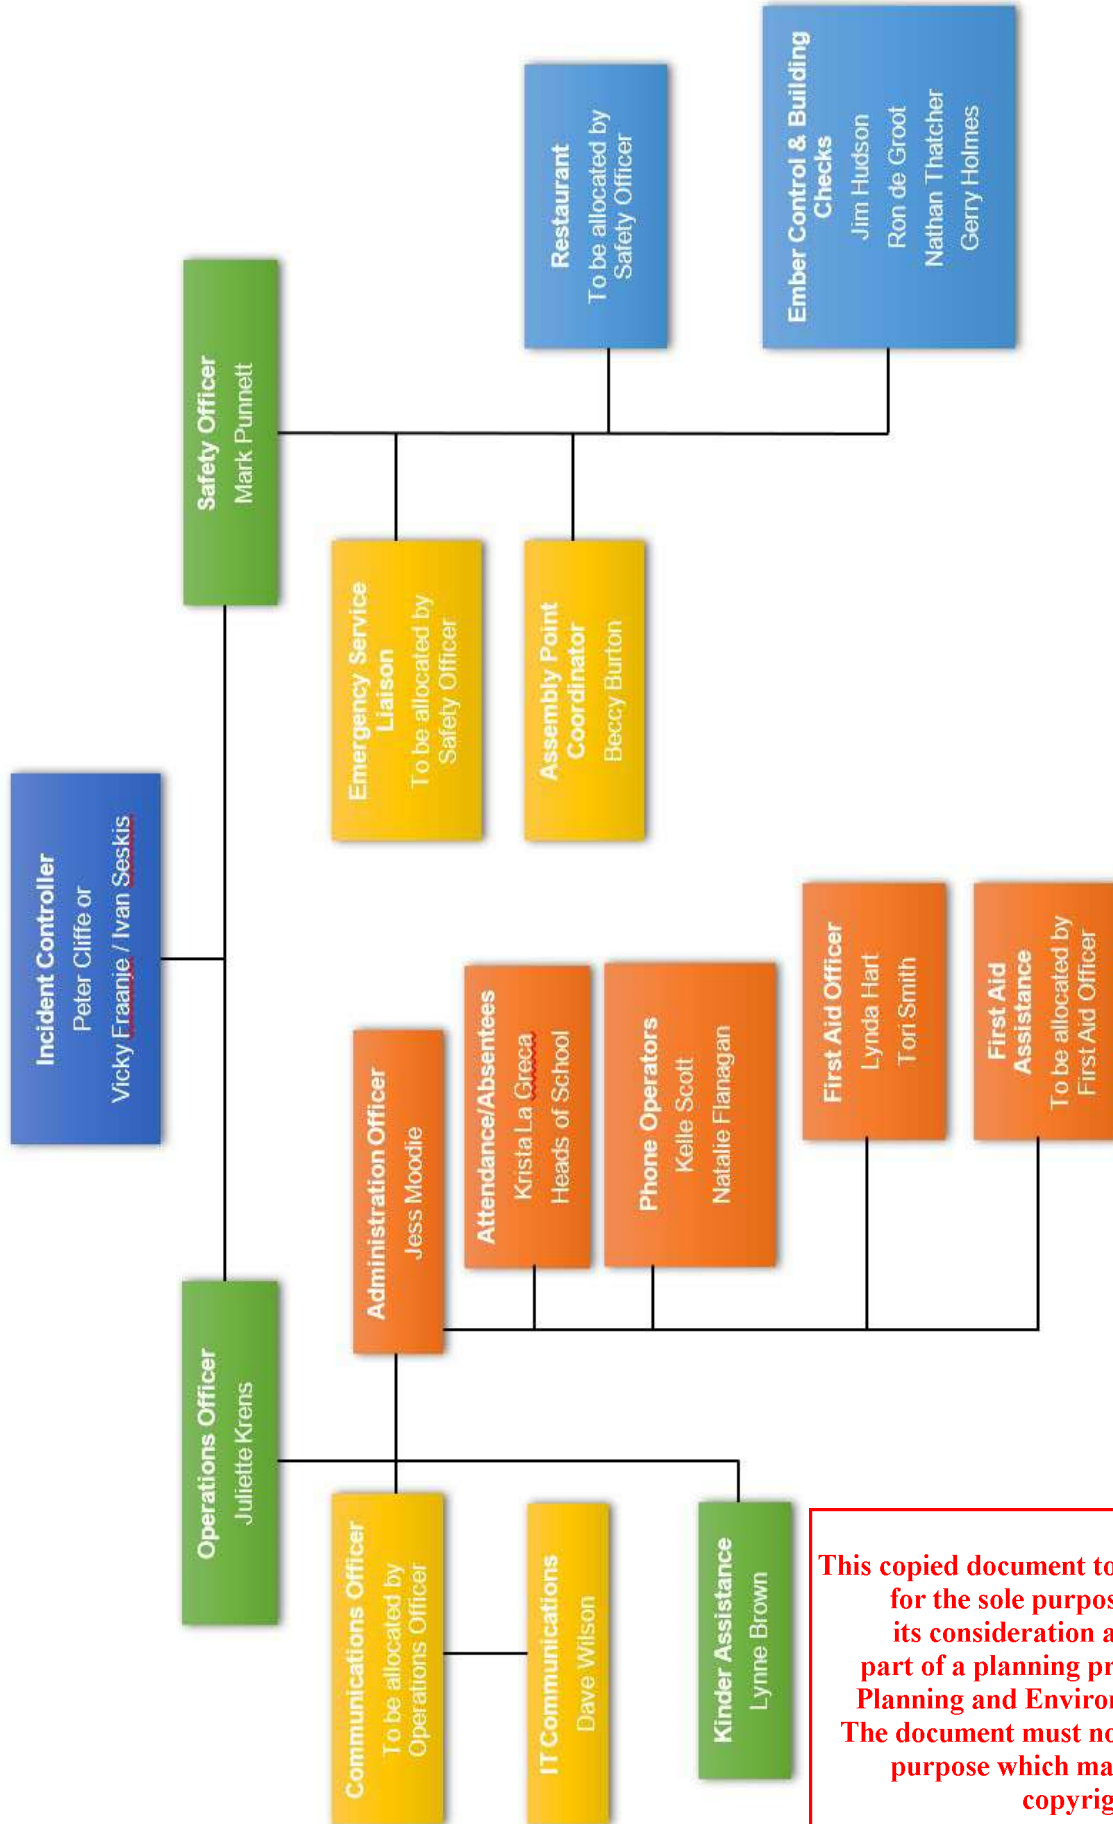 Incident Controller
Peter Cliffe or
Vicky Fraanje / Ivan Seskis
Operations Officer
Juliette Krens
Safety Officer
Mark Punnett
Communications Officer
To be allocated by
Operations Officer
IT Communications
Dave Wilson
Kinder Assistance
Lynne Brown
Administration Officer
Jess Moodie
Attendance/Absentees
Krista La Greca
Heads of School
Phone Operators
Kelle Scott
Natalie Flanagan
First Aid Officer
Lynda Hart
Tori Smith
First Aid
Assistance
To be allocated by
First Aid Officer
Emergency Service
Liaison
To be allocated by
Safety Officer
Assembly Point
Coordinator
Beccy Burton
Restaurant
To be allocated by
Safety Officer
Ember Control & Building
Checks
Jim Hudson
Ron de Groot
Nathan Thatcher
Gerry Holmes
This copied document to
for the sole purpos
its consideration a
part of a planning pr
Planning and Environ
The document must no
purpose which ma
copyrig